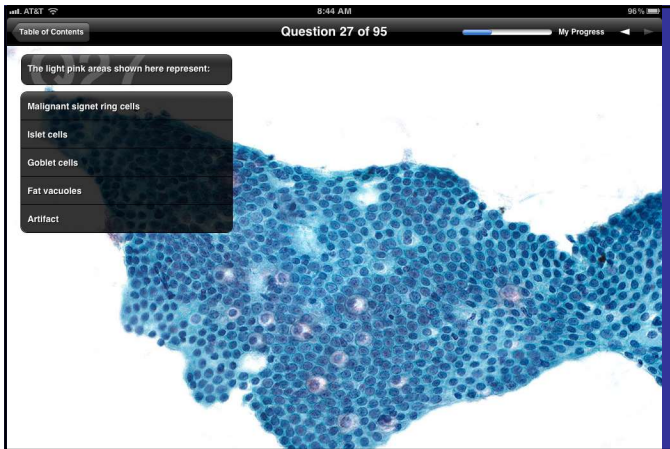 AT&T 8:44 AM 96%
Table of Contents Question 27 of 95 My Progress
Q27
The light pink areas shown here represent:
Malignant signet ring cells
Islet cells
Goblet cells
Fat vacuoles
Artifact